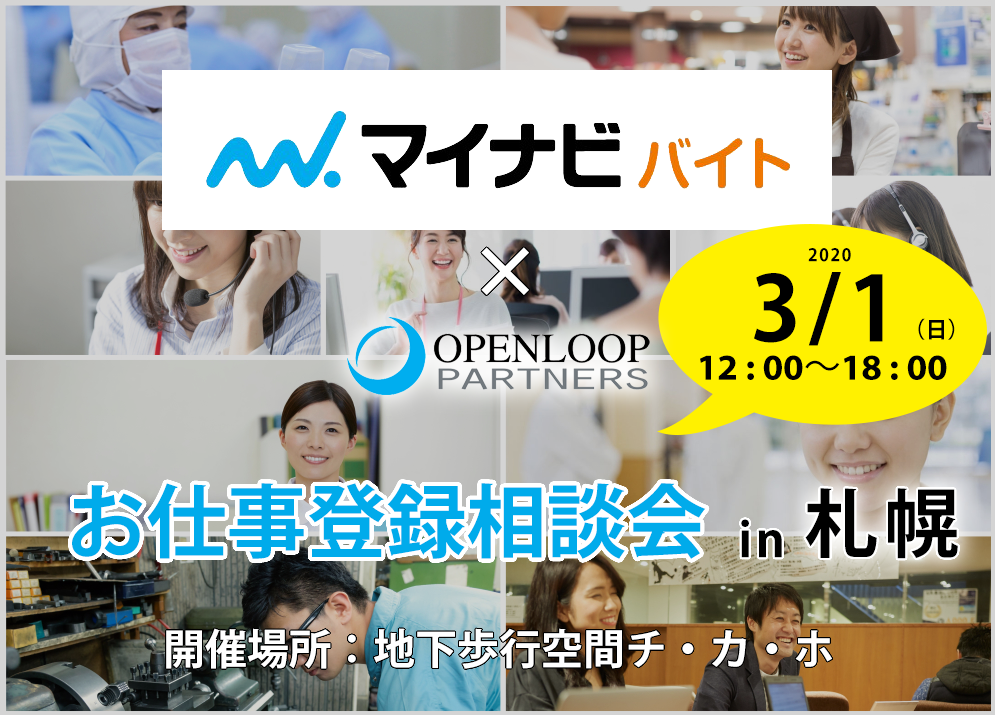 マイナビバイト
×
OPENLOOP
PARTNERS
2020
3/1（日）
12:00～18:00
お仕事登録相談会 in 札幌
開催場所：地下歩行空間チ・カ・ホ